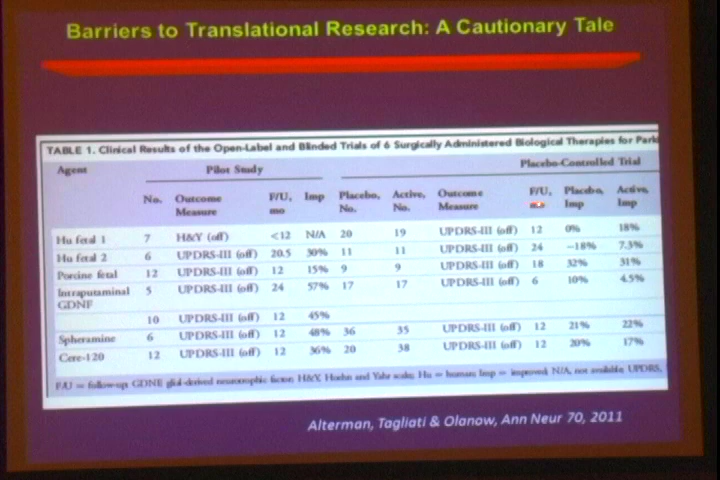 Barriers to Translational Research: A Cautionary Tale
TABLE 1. Clinical Results of the Open-Label and Blinded Trials of 6 Surgically Administered Biological Therapies for Park
Agent Pilot Study Placebo-Controlled Trial
No. Outcome Measure F/U, mo Imp Placebo, No. Active, No. Outcome Measure F/U, Placebo, Imp Active, Imp
Hu fetal 1 7 H&Y (off) <12 N/A 20 19 UPDRS-III (off) 12 0% 18%
Hu fetal 2 6 UPDRS-III (off) 20.5 30% 11 11 UPDRS-III (off) 24 -18% 7.3%
Porcine fetal 12 UPDRS-III (off) 12 15% 9 9 UPDRS-III (off) 18 32% 31%
Intraputaminal GDNF 5 UPDRS-III (off) 24 57% 17 17 UPDRS-III (off) 6 10% 4.5%
10 UPDRS-III (off) 12 45%
Spheramine 6 UPDRS-III (off) 12 48% 36 35 UPDRS-III (off) 12 21% 22%
Cere-120 12 UPDRS-III (off) 12 36% 20 38 UPDRS-III (off) 12 20% 17%
F/U = follow-up; GDNF glial-derived neurotrophic factor; H&Y, Hoehn and Yahr scale; Hu = human; Imp = improved; N/A, not available; UPDRS,
Alterman, Tagliati & Olanow, Ann Neur 70, 2011